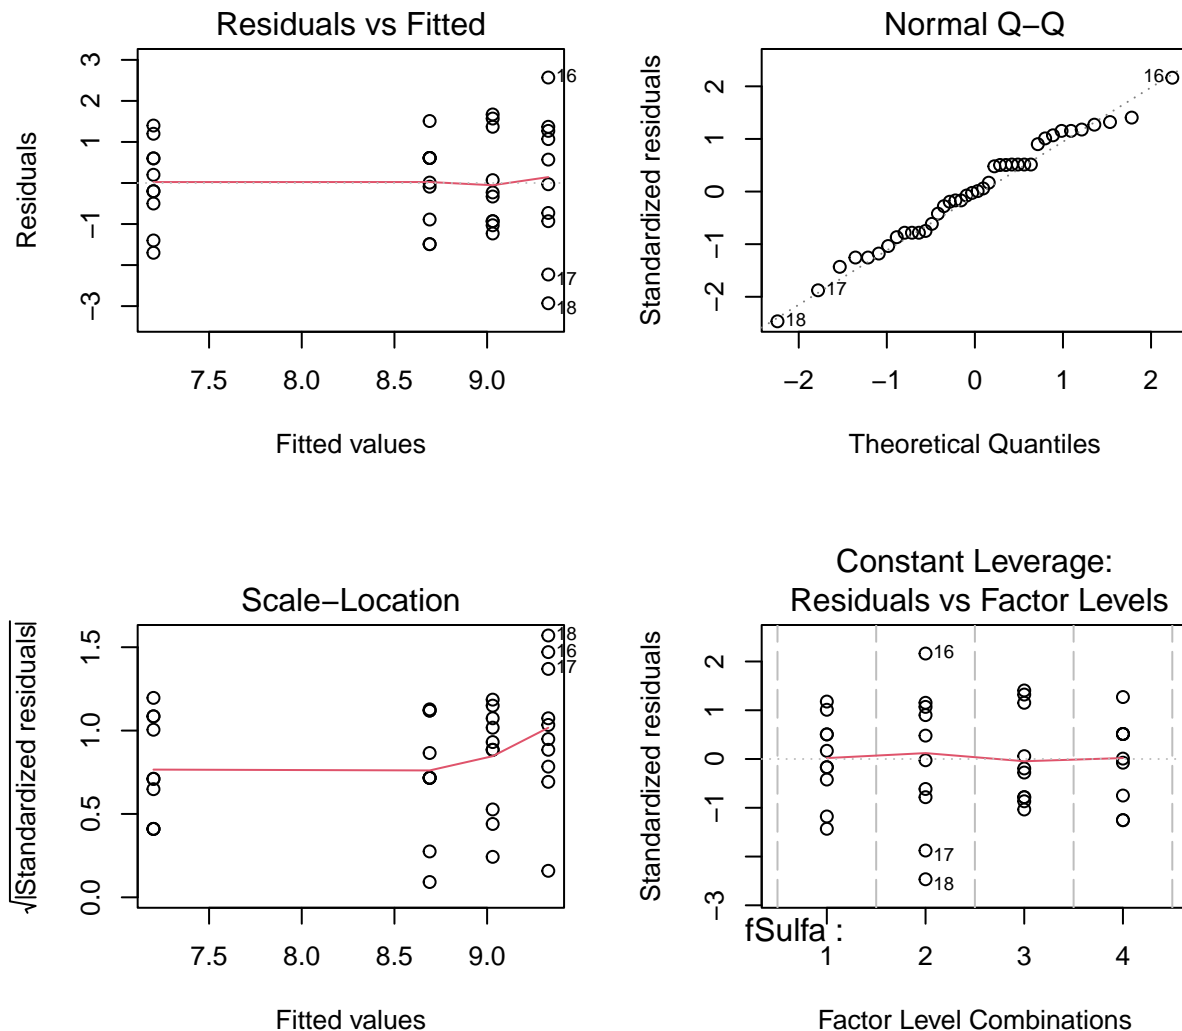 Residuals vs Fitted
Residuals
3
2
1
−1
−3
16
17
18
7.5 8.0 8.5 9.0
Fitted values
Normal Q−Q
Standardized residuals
2
1
0
−1
−2
16
17
18
−2 −1 0 1 2
Theoretical Quantiles
Scale−Location
√|Standardized residuals|
1.5
1.0
0.5
0.0
18
16
17
7.5 8.0 8.5 9.0
Fitted values
Constant Leverage:
Residuals vs Factor Levels
Standardized residuals
2
1
0
−1
−3
16
17
18
fSulfa :
1 2 3 4
Factor Level Combinations